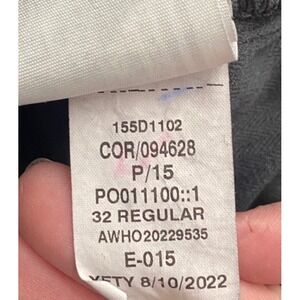 155D1102
COR/094628
P/15
PO011100::1
32 REGULAR
AWHO20229535
E-015
XFTY 8/10/2022